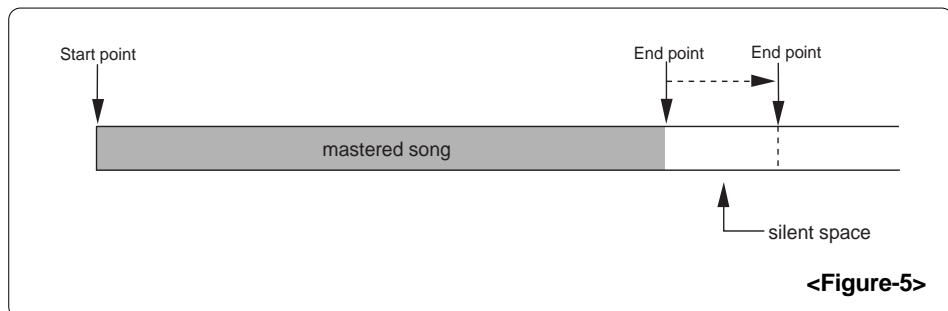 Start point
End point
End point
mastered song
silent space
<Figure-5>